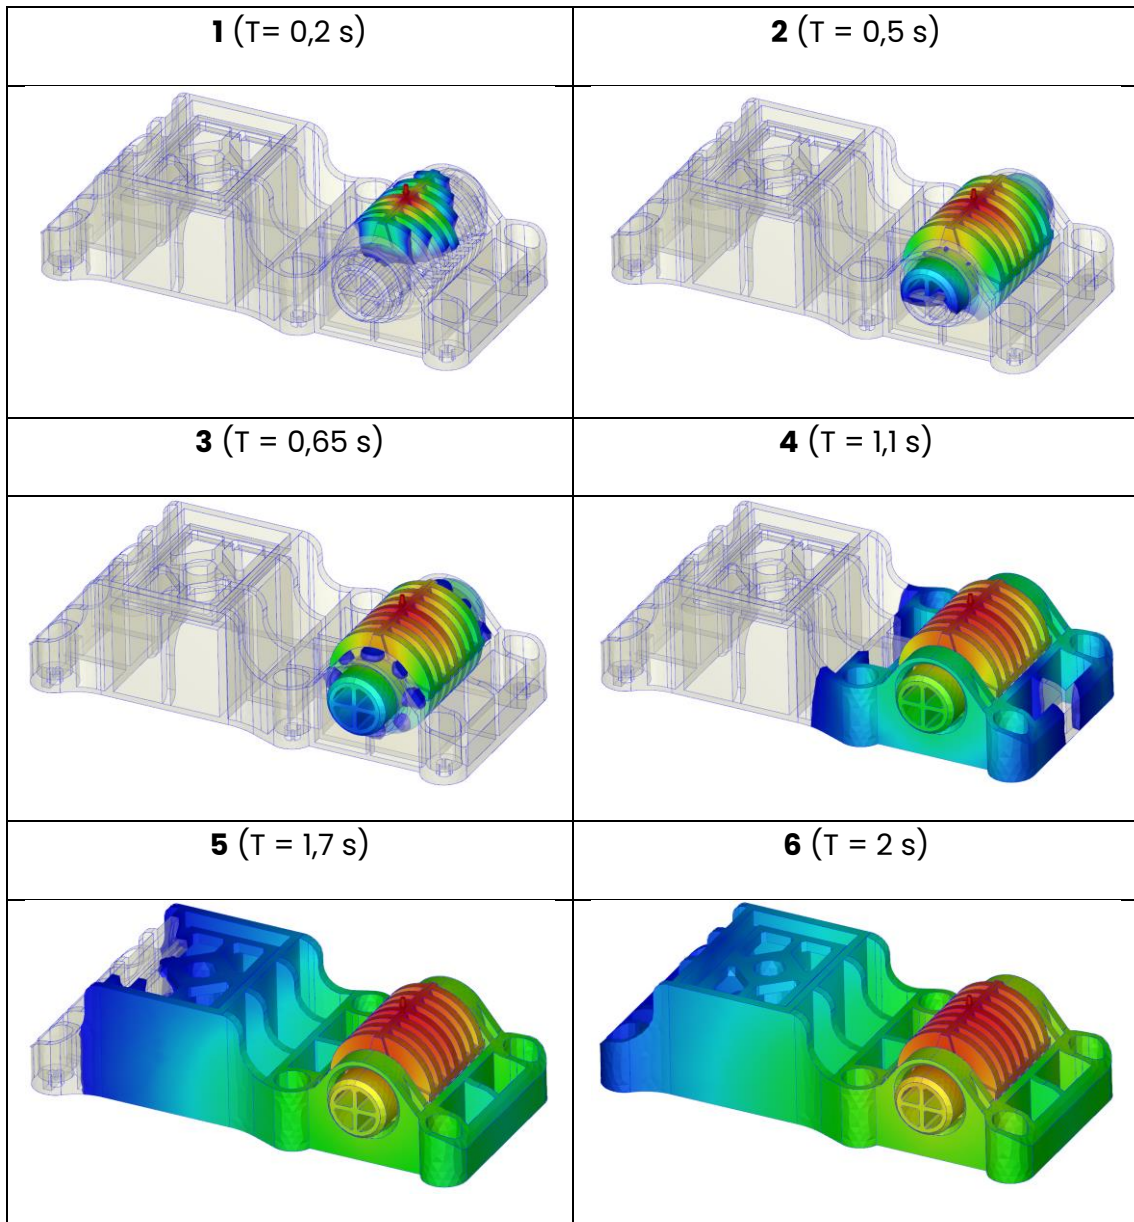 1 (T= 0,2 s)
2 (T = 0,5 s)
3 (T = 0,65 s)
4 (T = 1,1 s)
5 (T = 1,7 s)
6 (T = 2 s)